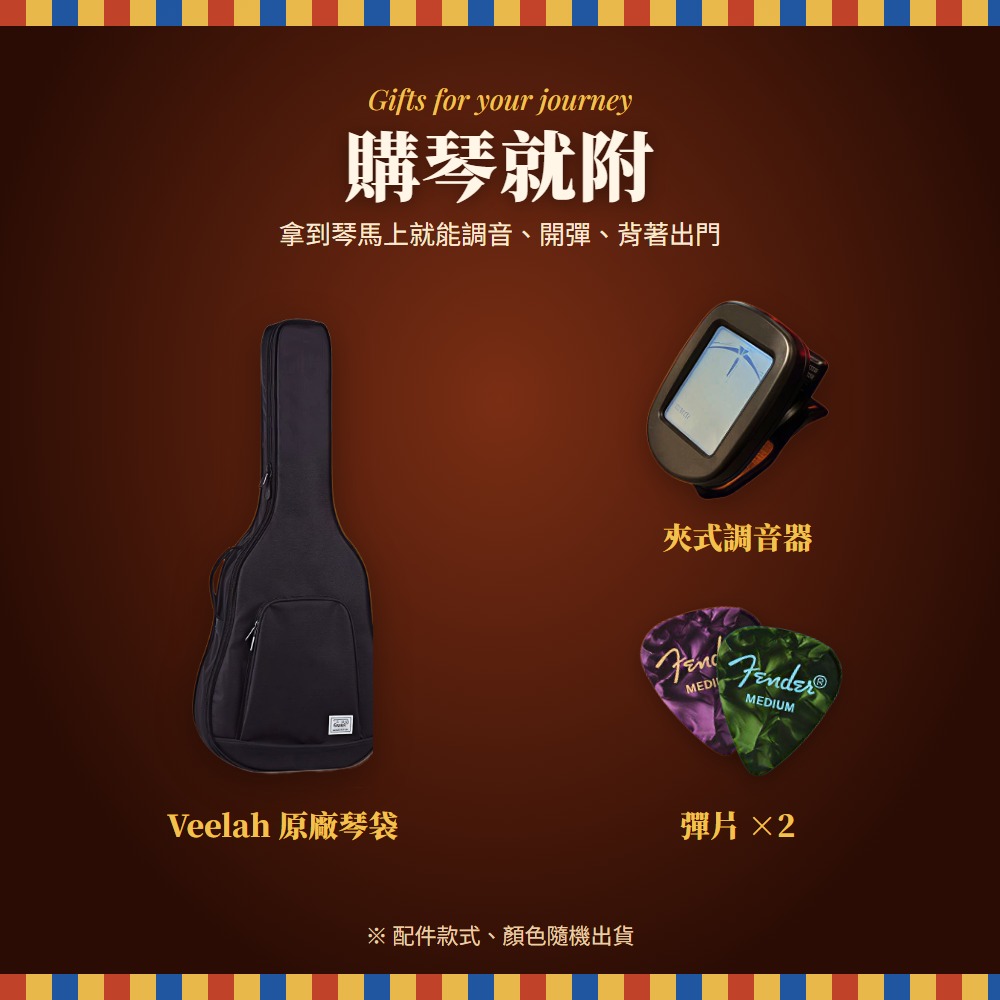 Gifts for your journey
購琴就附
拿到琴馬上就能調音、開彈、背著出門
夾式調音器
Fend
MEDI
Fender®
MEDIUM
Veelah 原廠琴袋
彈片 ×2
※ 配件款式、顏色隨機出貨